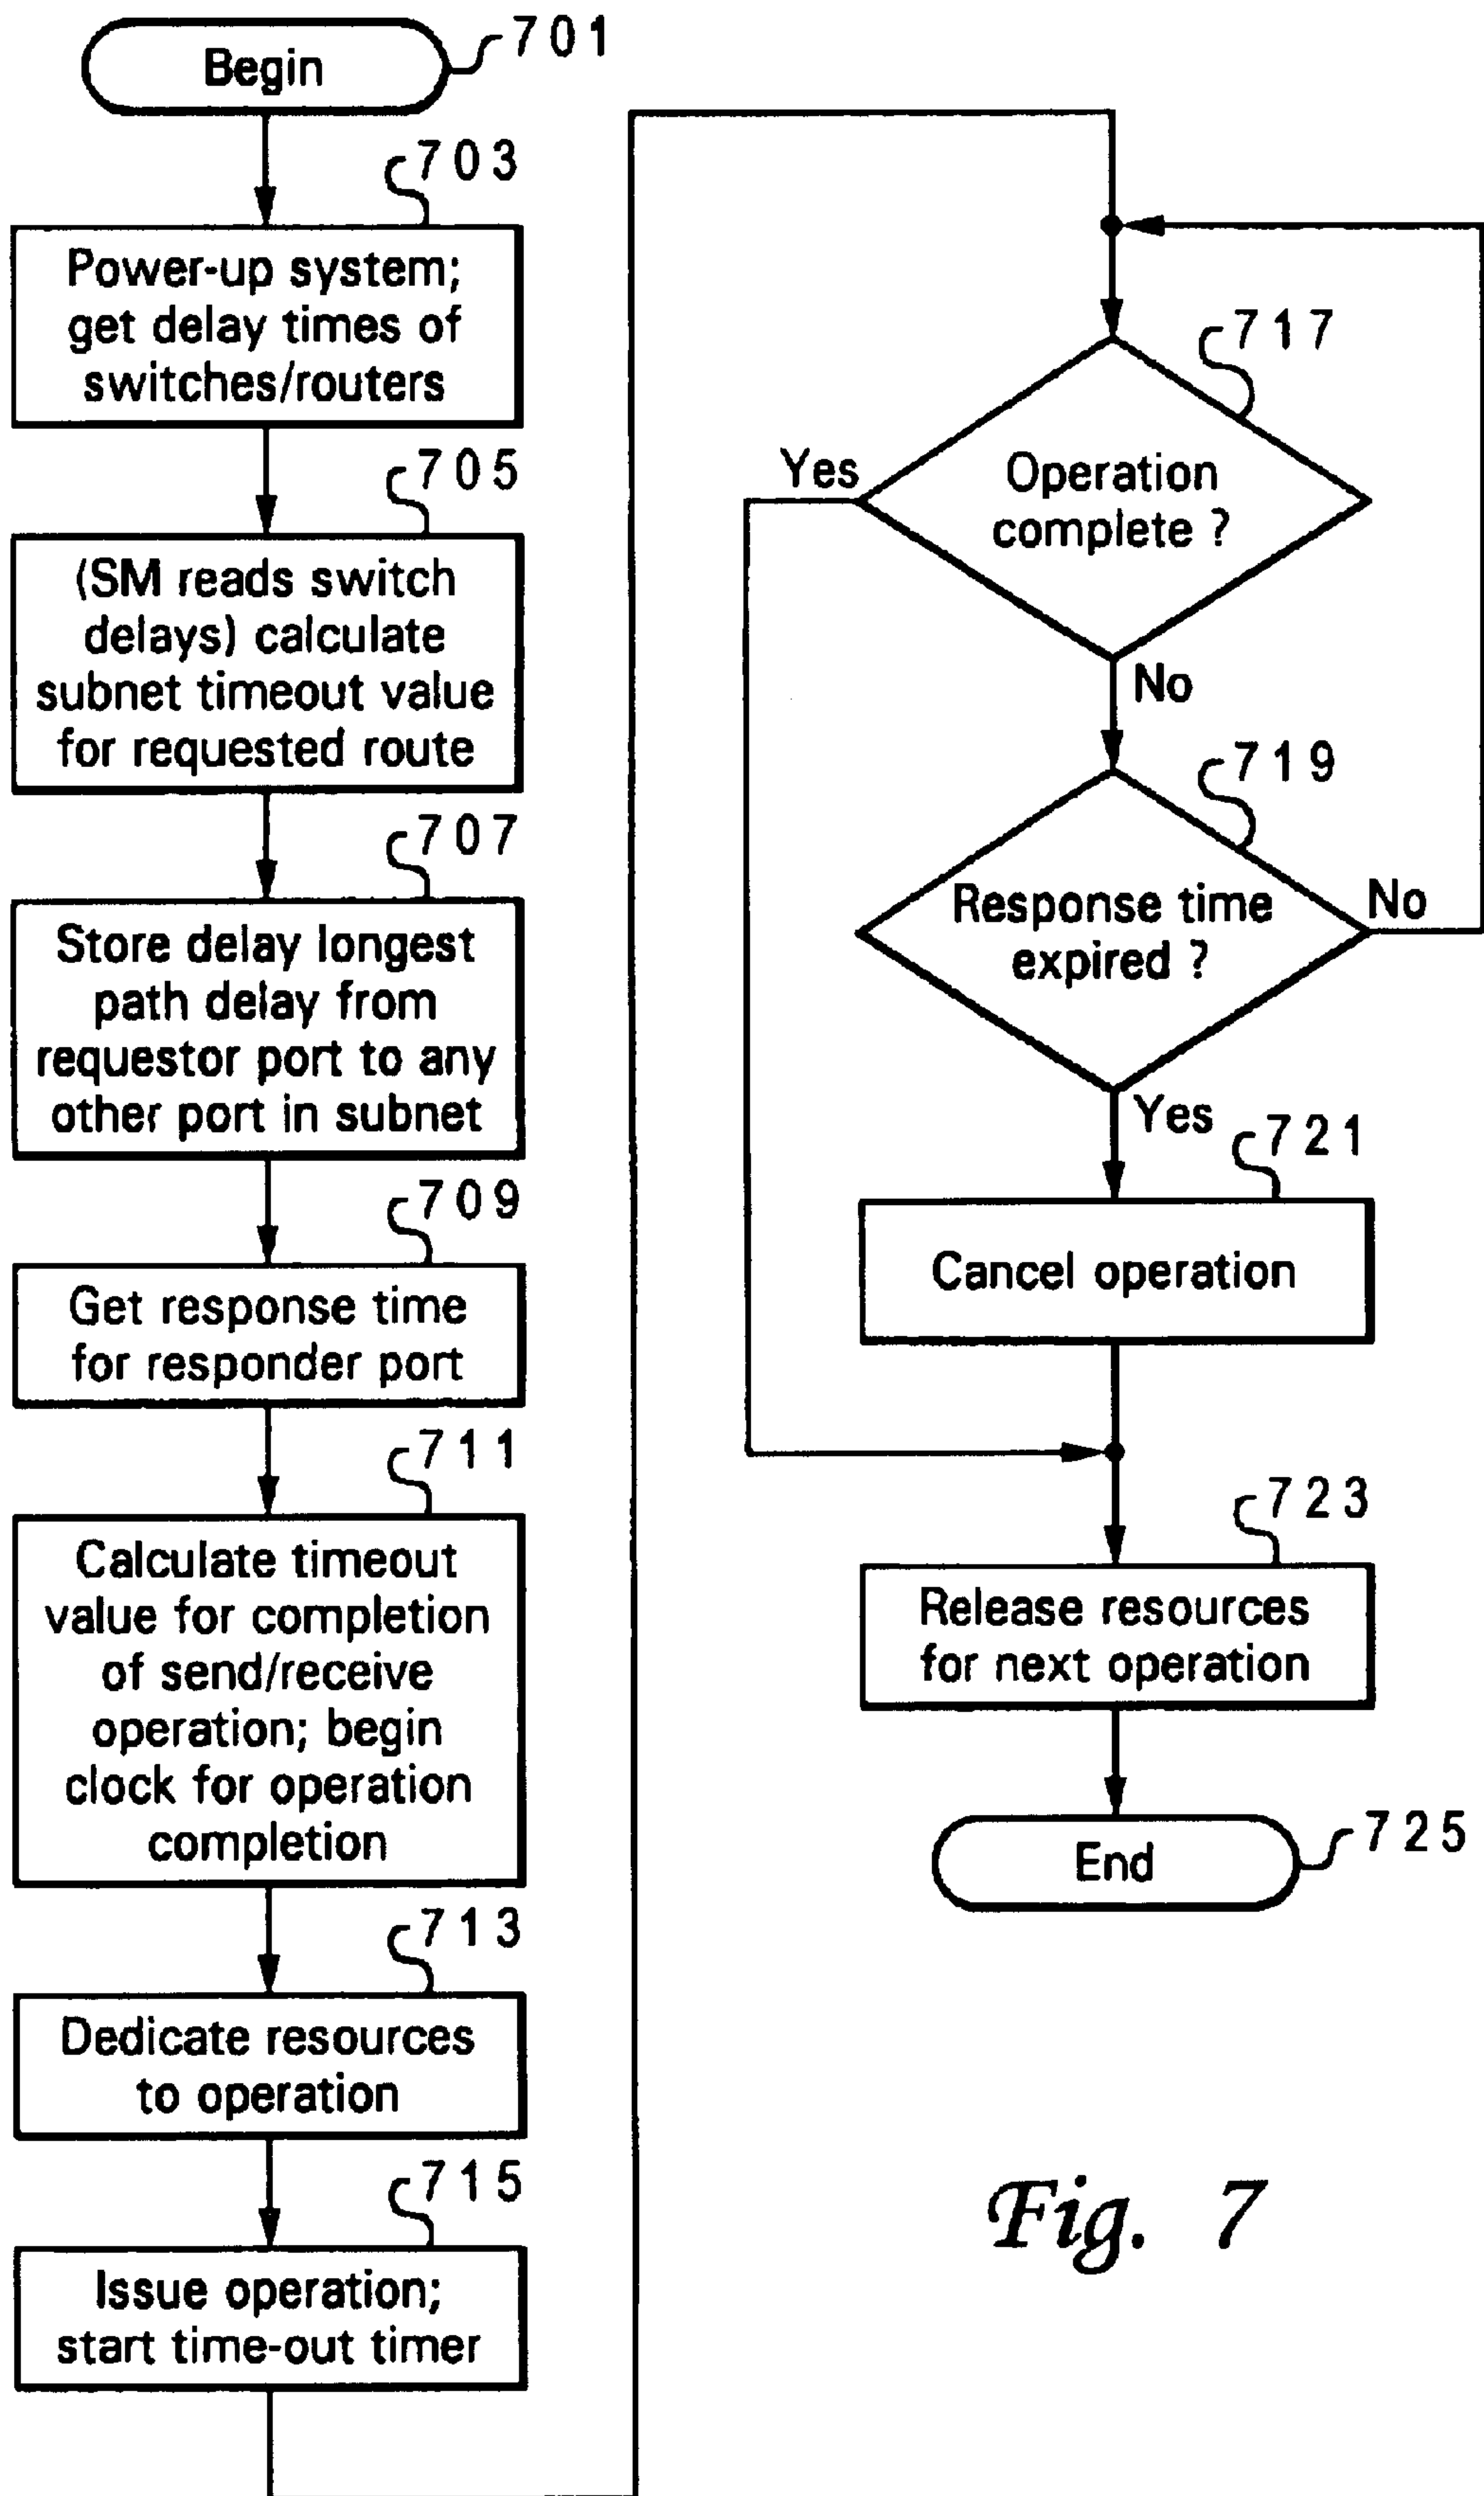 Begin
701
703
Power-up system;
get delay times of
switches/routers
705
(SM reads switch
delays) calculate
subnet timeout value
for requested route
707
Store delay longest
path delay from
requestor port to any
other port in subnet
709
Get response time
for responder port
711
Calculate timeout
value for completion
of send/receive
operation; begin
clock for operation
completion
713
Dedicate resources
to operation
715
Issue operation;
start time-out timer
717
Operation
complete ?
Yes
No
719
Response time
expired ?
No
Yes
721
Cancel operation
723
Release resources
for next operation
End
725
Fig. 7